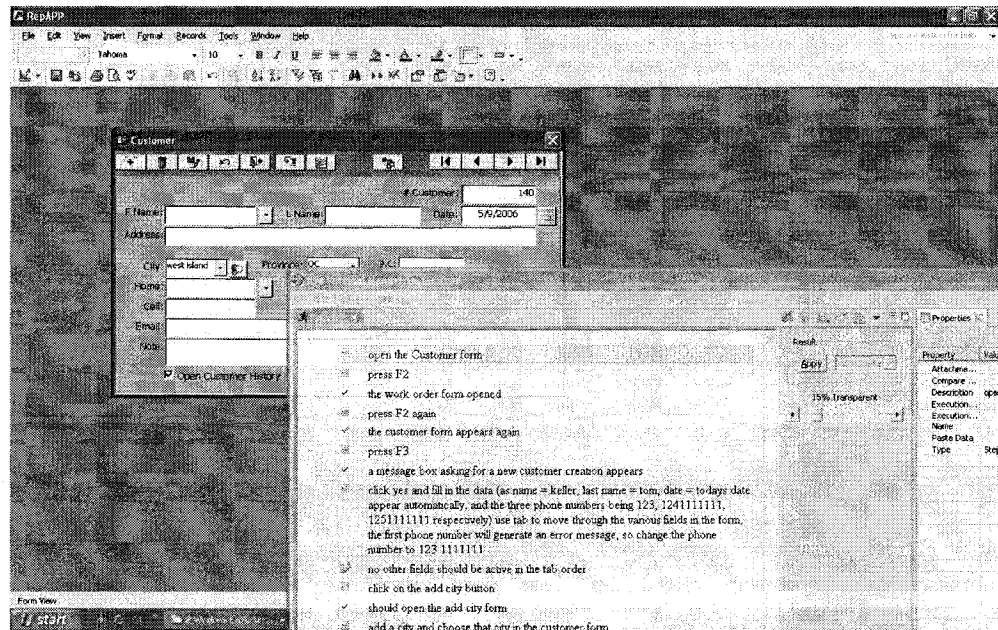 RepAPP
File Edit View Insert Format Records Tools Window Help
Tahoma 10 B I U
Customer
# Customer: 140
F Name: L Name: Date: 5/9/2006
Address:
City: west island Province: QC P.C.:
Home:
Cell:
Email:
Note:
Open Customer History
Properties
Result
Property Valu
Attachme...
Compare ...
Description ope
Execution...
Execution...
Name
Paste Data
Type Step
15% Transparent
open the Customer form
press F2
the work order form opened
press F2 again
the customer form appears again
press F3
a message box asking for a new customer creation appears
click yes and fill in the data (as name = keller, last name = tom, date = todays date
appear automatically, and the three phone numbers being 123, 1241111111,
1251111111 respectively) use tab to move through the various fields in the form,
the first phone number will generate an error message, so change the phone
number to 123 1111111
no other fields should be active in the tab order
click on the add city button
should open the add city form
add a city and choose that city in the customer form
Form View
start